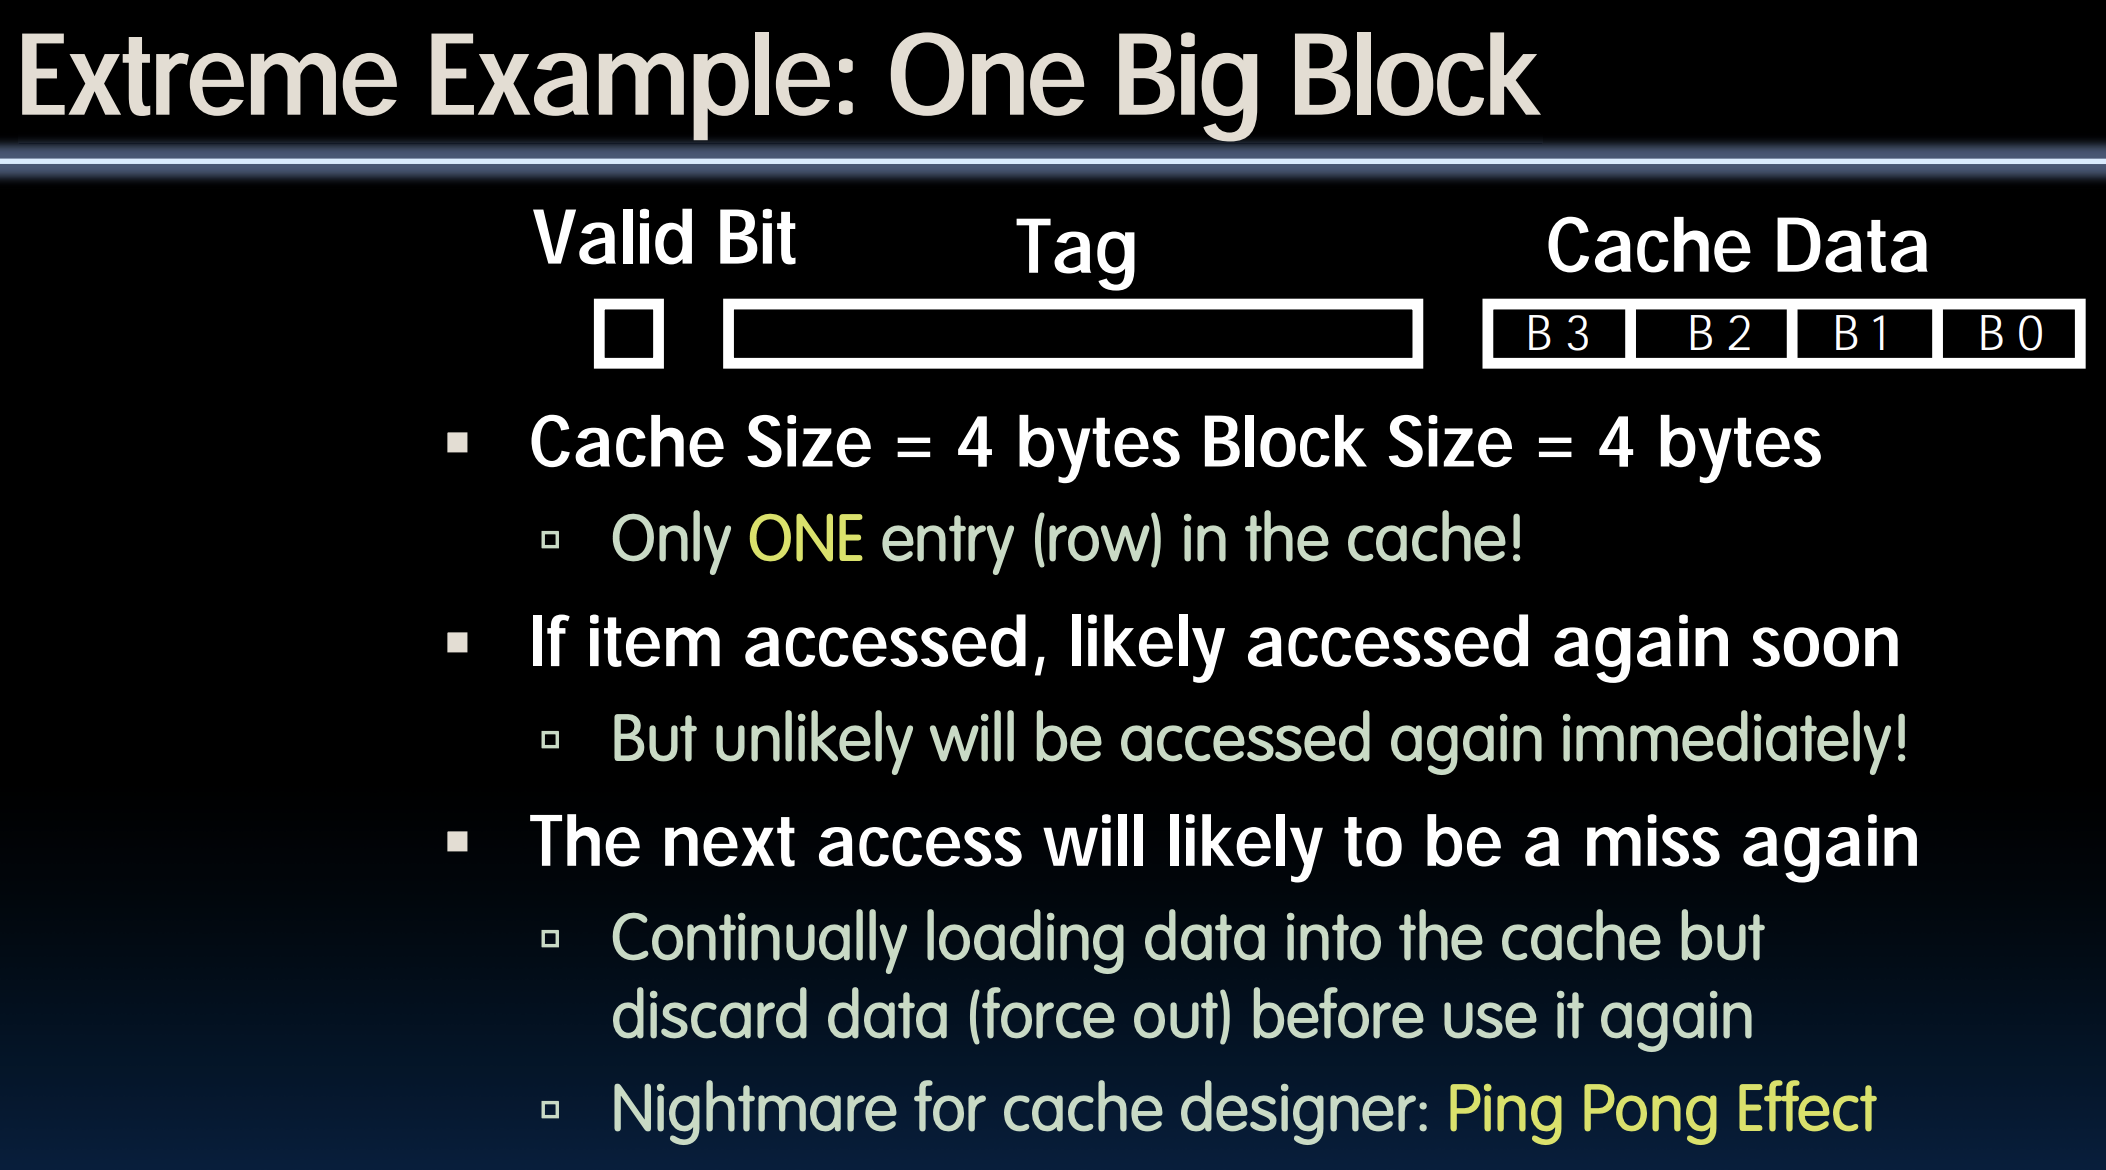 Extreme Example: One Big Block
Valid Bit Tag Cache Data
B 3 B 2 B 1 B 0
Cache Size = 4 bytes Block Size = 4 bytes
Only ONE entry (row) in the cache!
If item accessed, likely accessed again soon
But unlikely will be accessed again immediately!
The next access will likely to be a miss again
Continually loading data into the cache but
discard data (force out) before use it again
Nightmare for cache designer: Ping Pong Effect